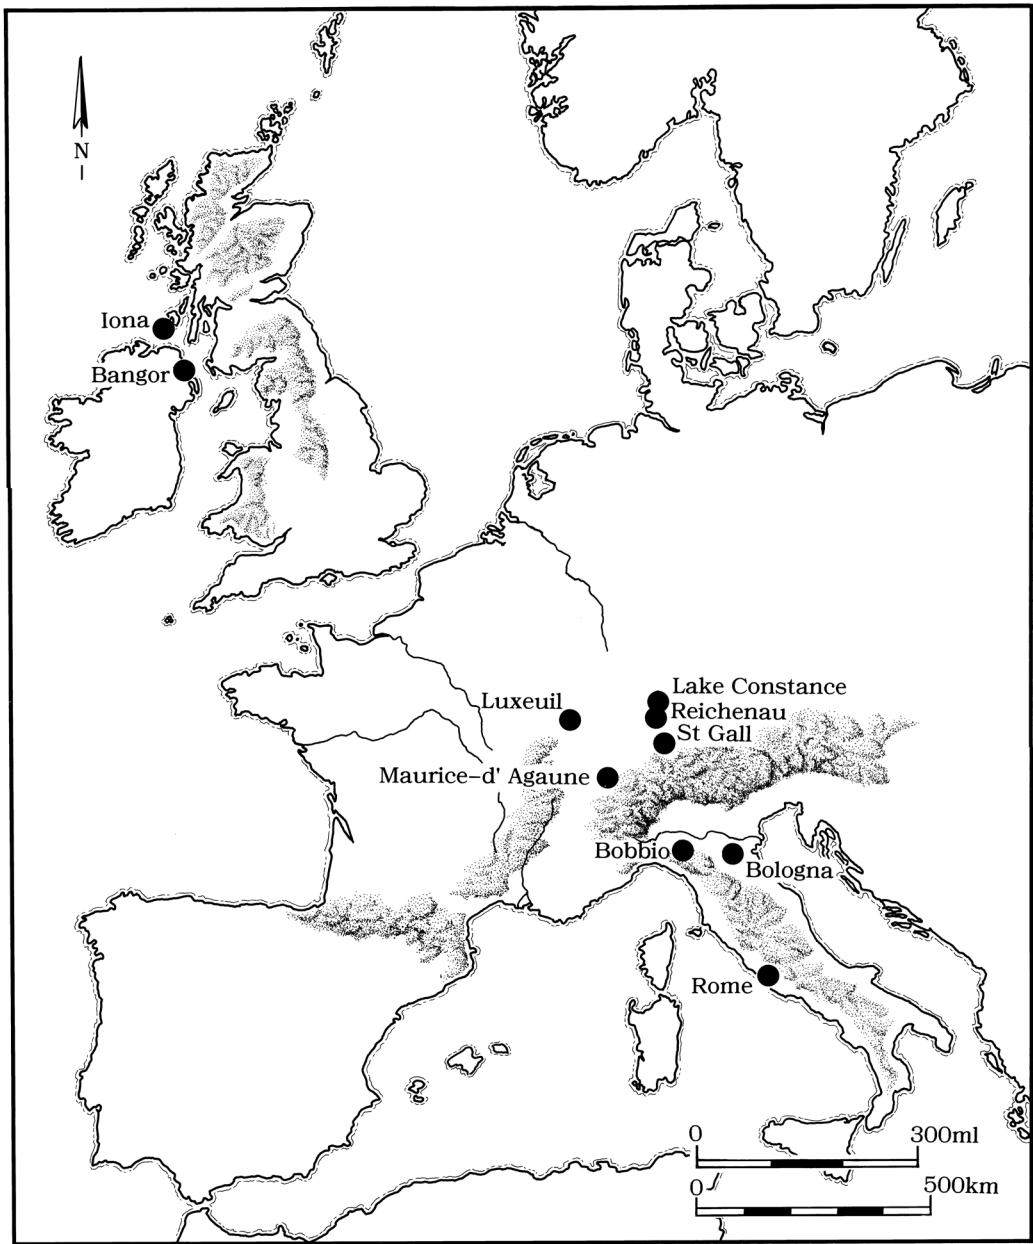 N
Iona
Bangor
Lake Constance
Luxeuil
Reichenau
St Gall
Maurice–d' Agaune
Bobbio
Bologna
Rome
0 300ml
0 500km